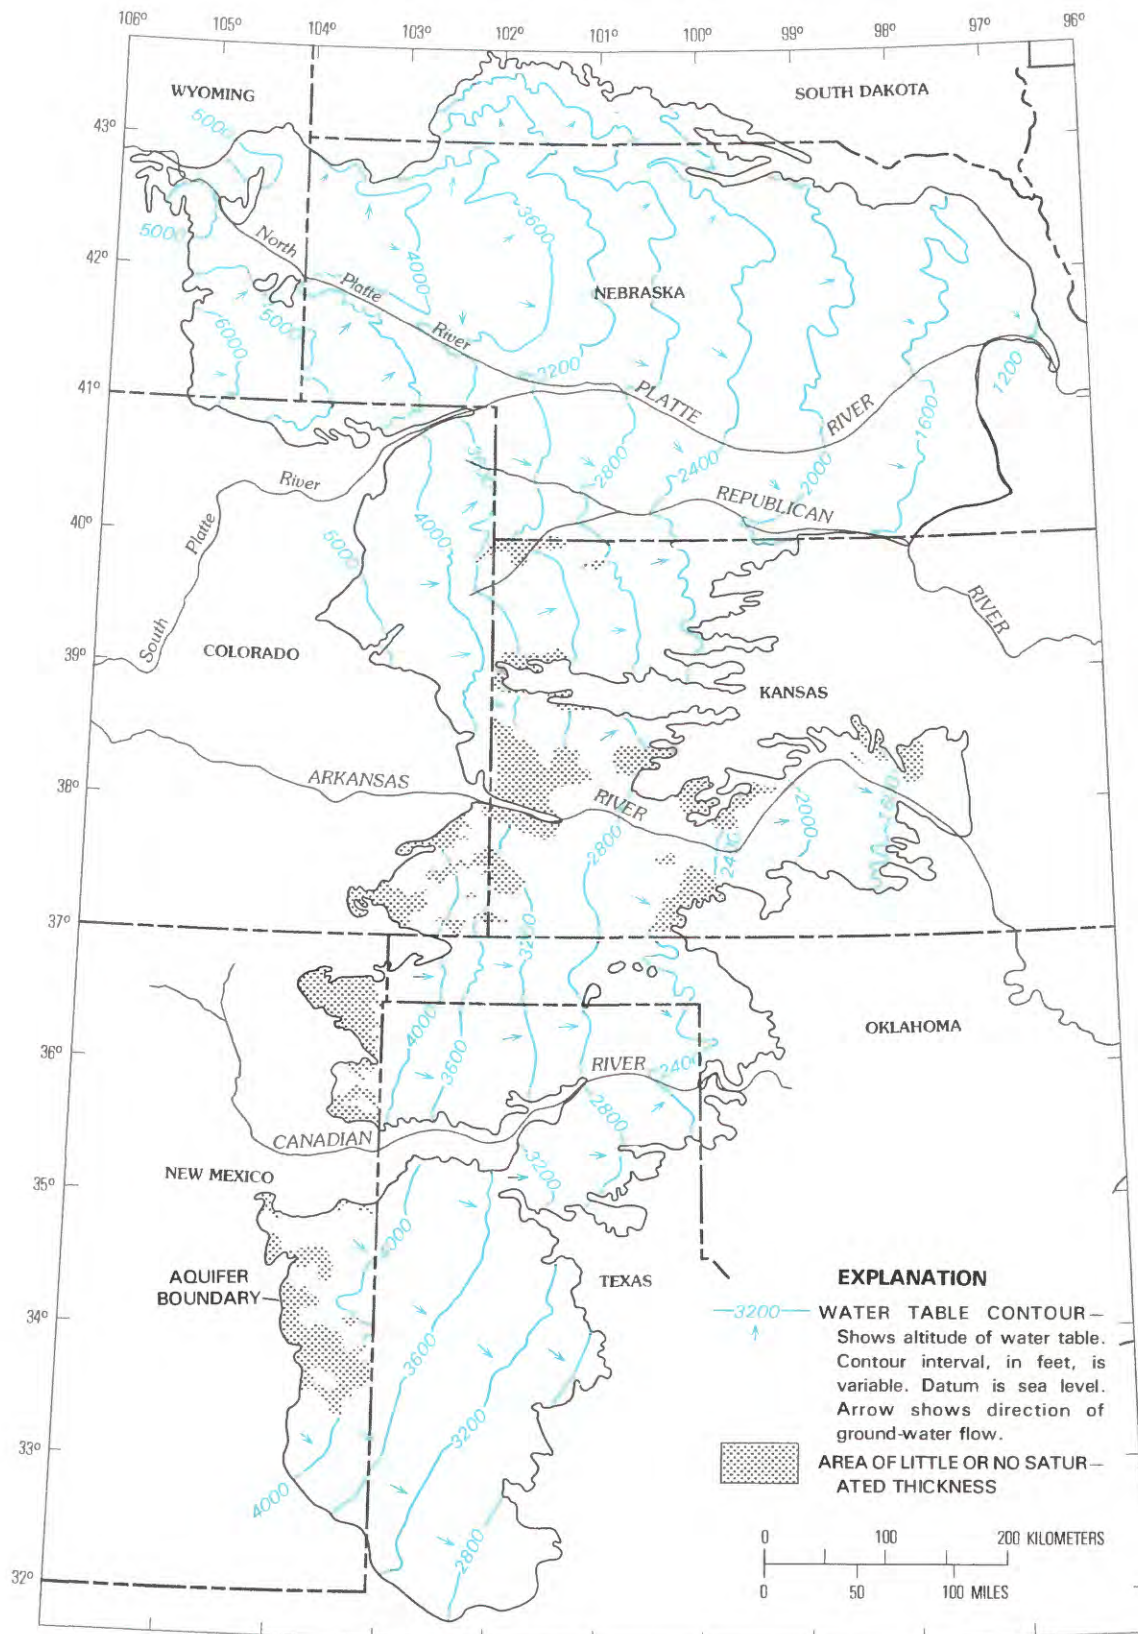 106° 105° 104° 103° 102° 101° 100° 99° 98° 97° 96°
WYOMING
SOUTH DAKOTA
43°
5000
5000
3600
North
42°
4000
Platte
NEBRASKA
River
5000
6000
3200
1200
41°
PLATTE
RIVER
1600
2800
2400
River
2000
REPUBLICAN
40°
4000
5000
Platte
RIVER
South
39°
COLORADO
KANSAS
ARKANSAS
38°
RIVER
2000
2800
2400
37°
3200
OKLAHOMA
4000
36°
3600
RIVER
2400
2800
CANADIAN
NEW MEXICO
3200
35°
4000
AQUIFER
BOUNDARY
TEXAS
34°
3600
3200
33°
4000
2800
32°
EXPLANATION
3200
WATER TABLE CONTOUR—
Shows altitude of water table.
Contour interval, in feet, is
variable. Datum is sea level.
Arrow shows direction of
ground-water flow.
AREA OF LITTLE OR NO SATUR—
ATED THICKNESS
0 100 200 KILOMETERS
0 50 100 MILES